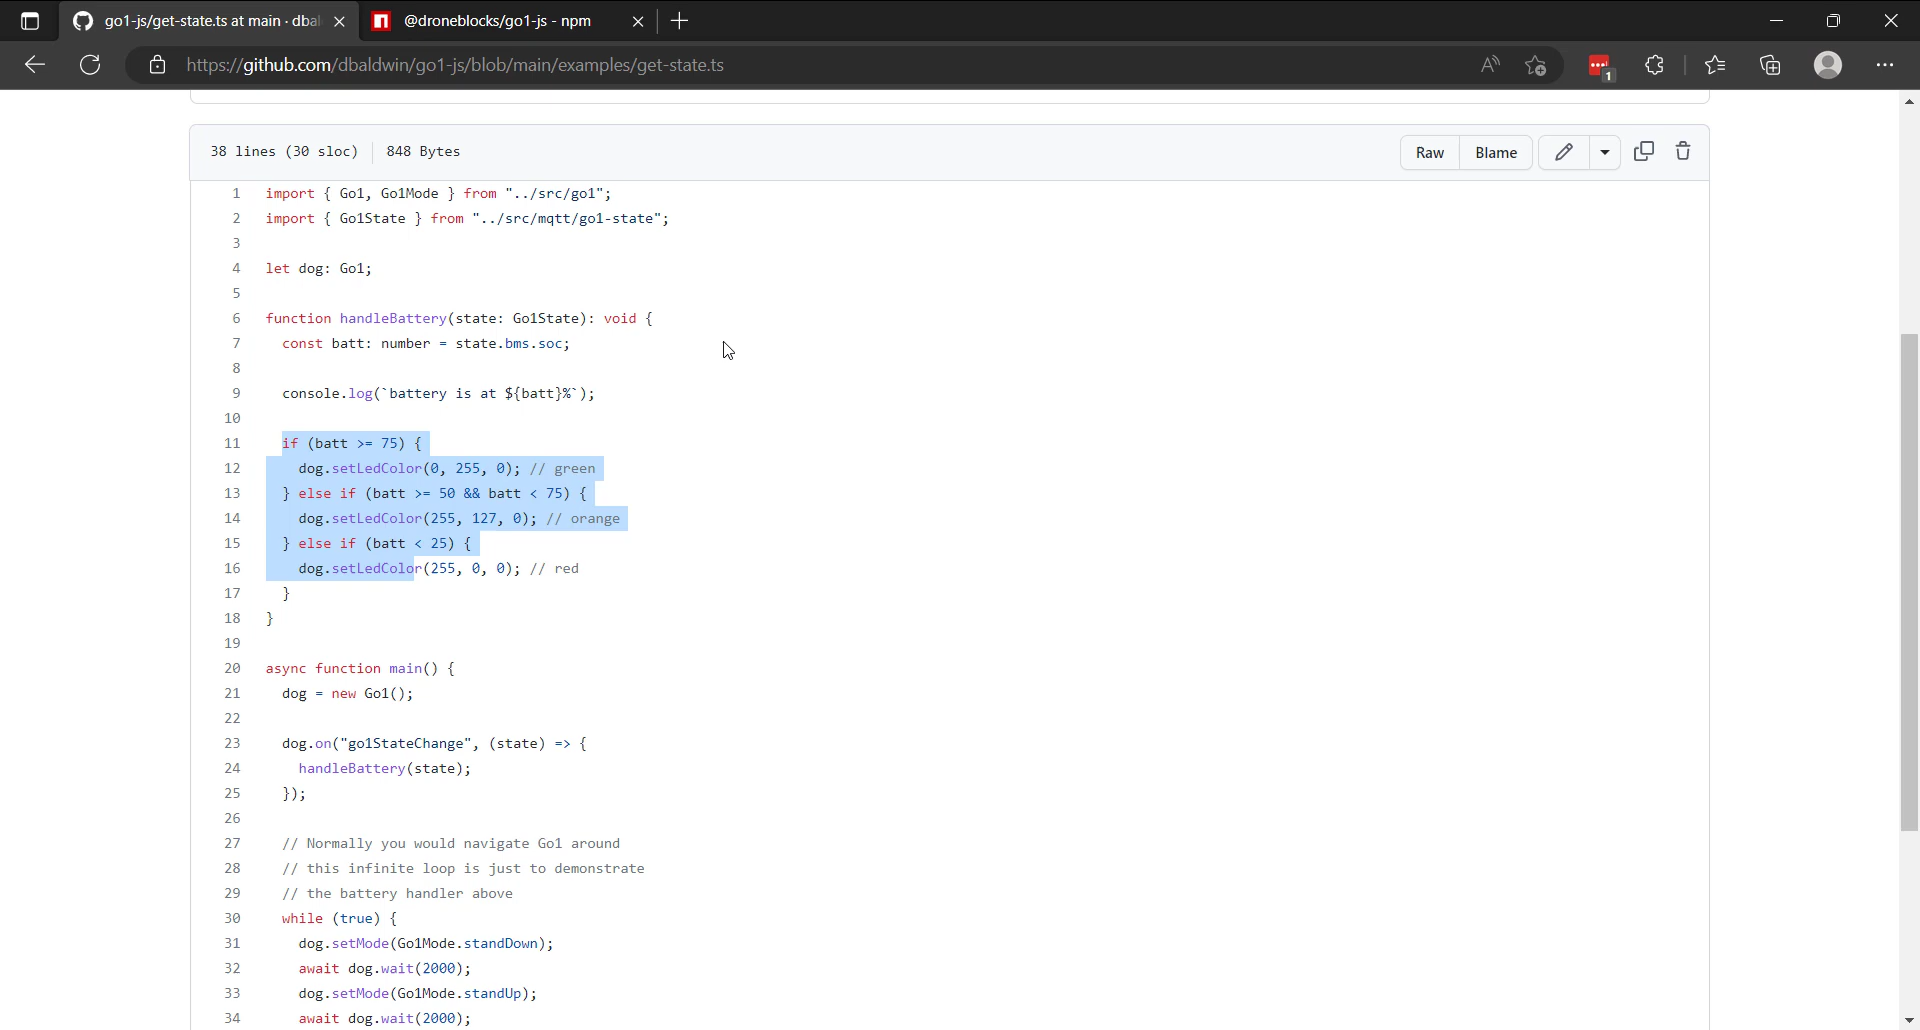 go1-js/get-state.ts at main · dbal
@droneblocks/go1-js - npm
https://github.com/dbaldwin/go1-js/blob/main/examples/get-state.ts
1
38 lines (30 sloc)
848 Bytes
Raw
Blame
1 import { Go1, Go1Mode } from "../src/go1";
2 import { Go1State } from "../src/mqtt/go1-state";
3
4 let dog: Go1;
5
6 function handleBattery(state: Go1State): void {
7 const batt: number = state.bms.soc;
8
9 console.log(`battery is at ${batt}%`);
10
11 if (batt >= 75) {
12 dog.setLedColor(0, 255, 0); // green
13 } else if (batt >= 50 && batt < 75) {
14 dog.setLedColor(255, 127, 0); // orange
15 } else if (batt < 25) {
16 dog.setLedColor(255, 0, 0); // red
17 }
18 }
19
20 async function main() {
21 dog = new Go1();
22
23 dog.on("go1StateChange", (state) => {
24 handleBattery(state);
25 });
26
27 // Normally you would navigate Go1 around
28 // this infinite loop is just to demonstrate
29 // the battery handler above
30 while (true) {
31 dog.setMode(Go1Mode.standDown);
32 await dog.wait(2000);
33 dog.setMode(Go1Mode.standUp);
34 await dog.wait(2000);